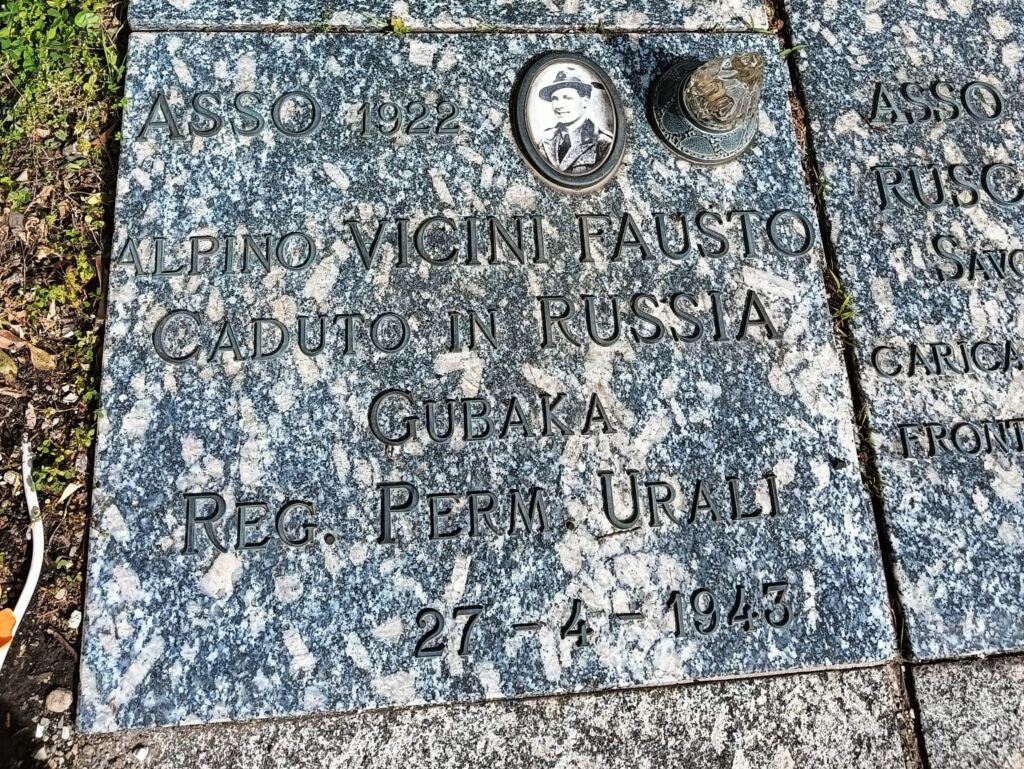 ASSO 1922
ALPINO VICINI FAUSTO
CADUTO IN RUSSIA
GUBAKA
REG. PERM. URALI
27 - 4 - 1943
ASSO
RUSC
SAVO
CARICA
FRONT